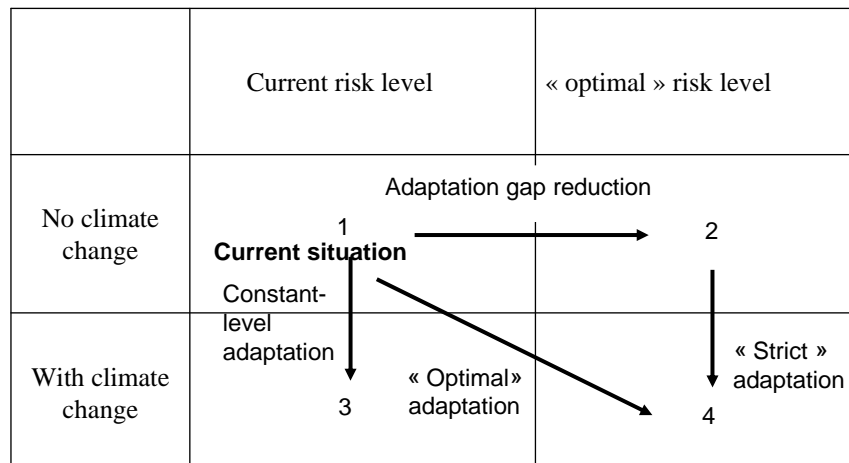 Current risk level
« optimal » risk level
Adaptation gap reduction
No climate
change
1
Current situation
2
Constant-
level
adaptation
With climate
change
3
« Optimal»
adaptation
4
« Strict »
adaptation